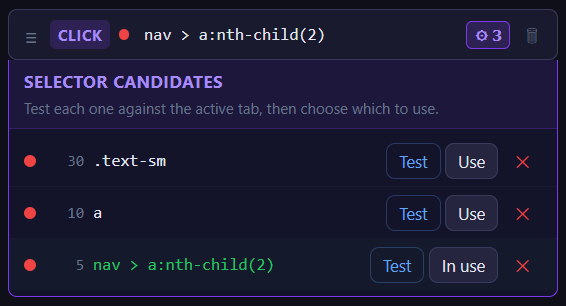 CLICK nav > a:nth-child(2) ⚙ 3
SELECTOR CANDIDATES
Test each one against the active tab, then choose which to use.
30 .text-sm Test Use ×
10 a Test Use ×
5 nav > a:nth-child(2) Test In use ×